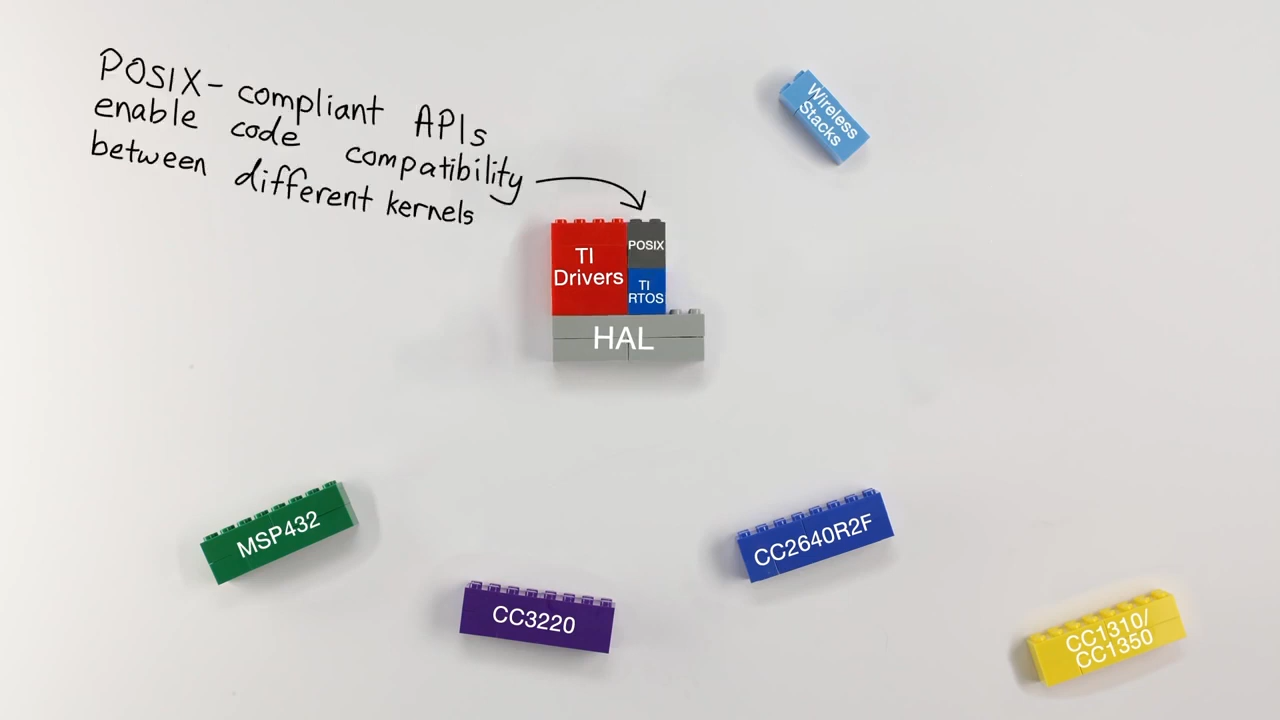 POSIX-compliant APIs
enable code compatibility
between different kernels
Wireless
Stacks
TI
Drivers
POSIX
TI
RTOS
HAL
MSP432
CC3220
CC2640R2F
CC1310/
CC1350